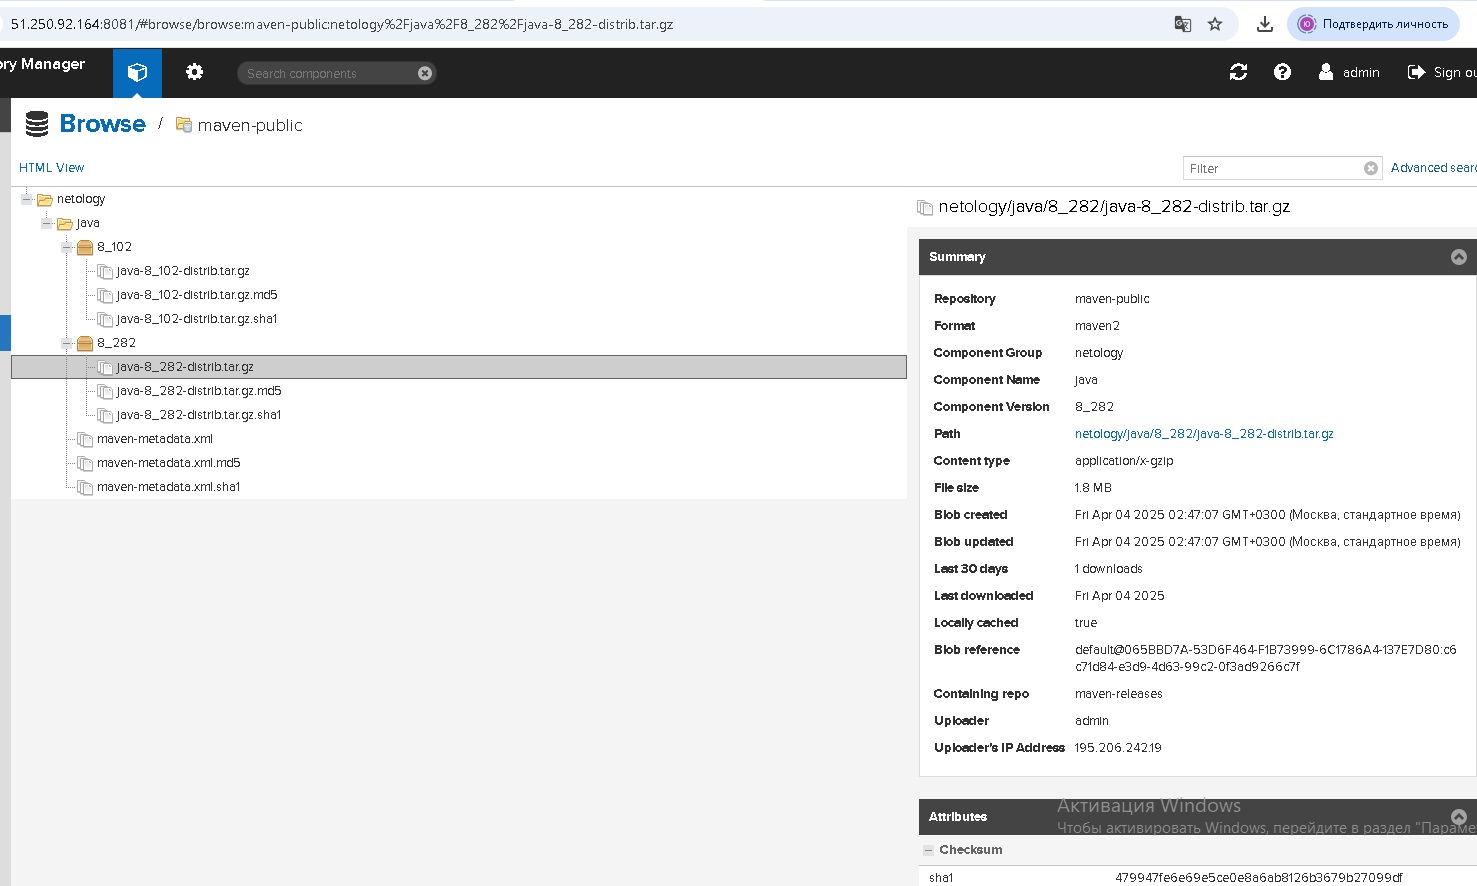 51.250.92.164:8081/#browse/browse:maven-public:netology%2Fjava%2F8_282%2Fjava-8_282-distrib.tar.gz
Подтвердить личность
ory Manager
Search components
admin
Sign ou
Browse / maven-public
HTML View
Filter
Advanced sear
netology
java
8_102
java-8_102-distrib.tar.gz
java-8_102-distrib.tar.gz.md5
java-8_102-distrib.tar.gz.sha1
8_282
java-8_282-distrib.tar.gz
java-8_282-distrib.tar.gz.md5
java-8_282-distrib.tar.gz.sha1
maven-metadata.xml
maven-metadata.xml.md5
maven-metadata.xml.sha1
netology/java/8_282/java-8_282-distrib.tar.gz
Summary
Repository maven-public
Format maven2
Component Group netology
Component Name java
Component Version 8_282
Path netology/java/8_282/java-8_282-distrib.tar.gz
Content type application/x-gzip
File size 1.8 MB
Blob created Fri Apr 04 2025 02:47:07 GMT+0300 (Москва, стандартное время)
Blob updated Fri Apr 04 2025 02:47:07 GMT+0300 (Москва, стандартное время)
Last 30 days 1 downloads
Last downloaded Fri Apr 04 2025
Locally cached true
Blob reference default@065BBD7A-53D6F464-F1B73999-6C1786A4-137E7D80:c6
c71d84-e3d9-4d63-99c2-0f3ad9266c7f
Containing repo maven-releases
Uploader admin
Uploader's IP Address 195.206.242.19
Активация Windows
Attributes
Чтобы активировать Windows, перейдите в раздел "Параме
Checksum
sha1 479947fe6e69e5ce0e8a6ab8126b3679b27099df